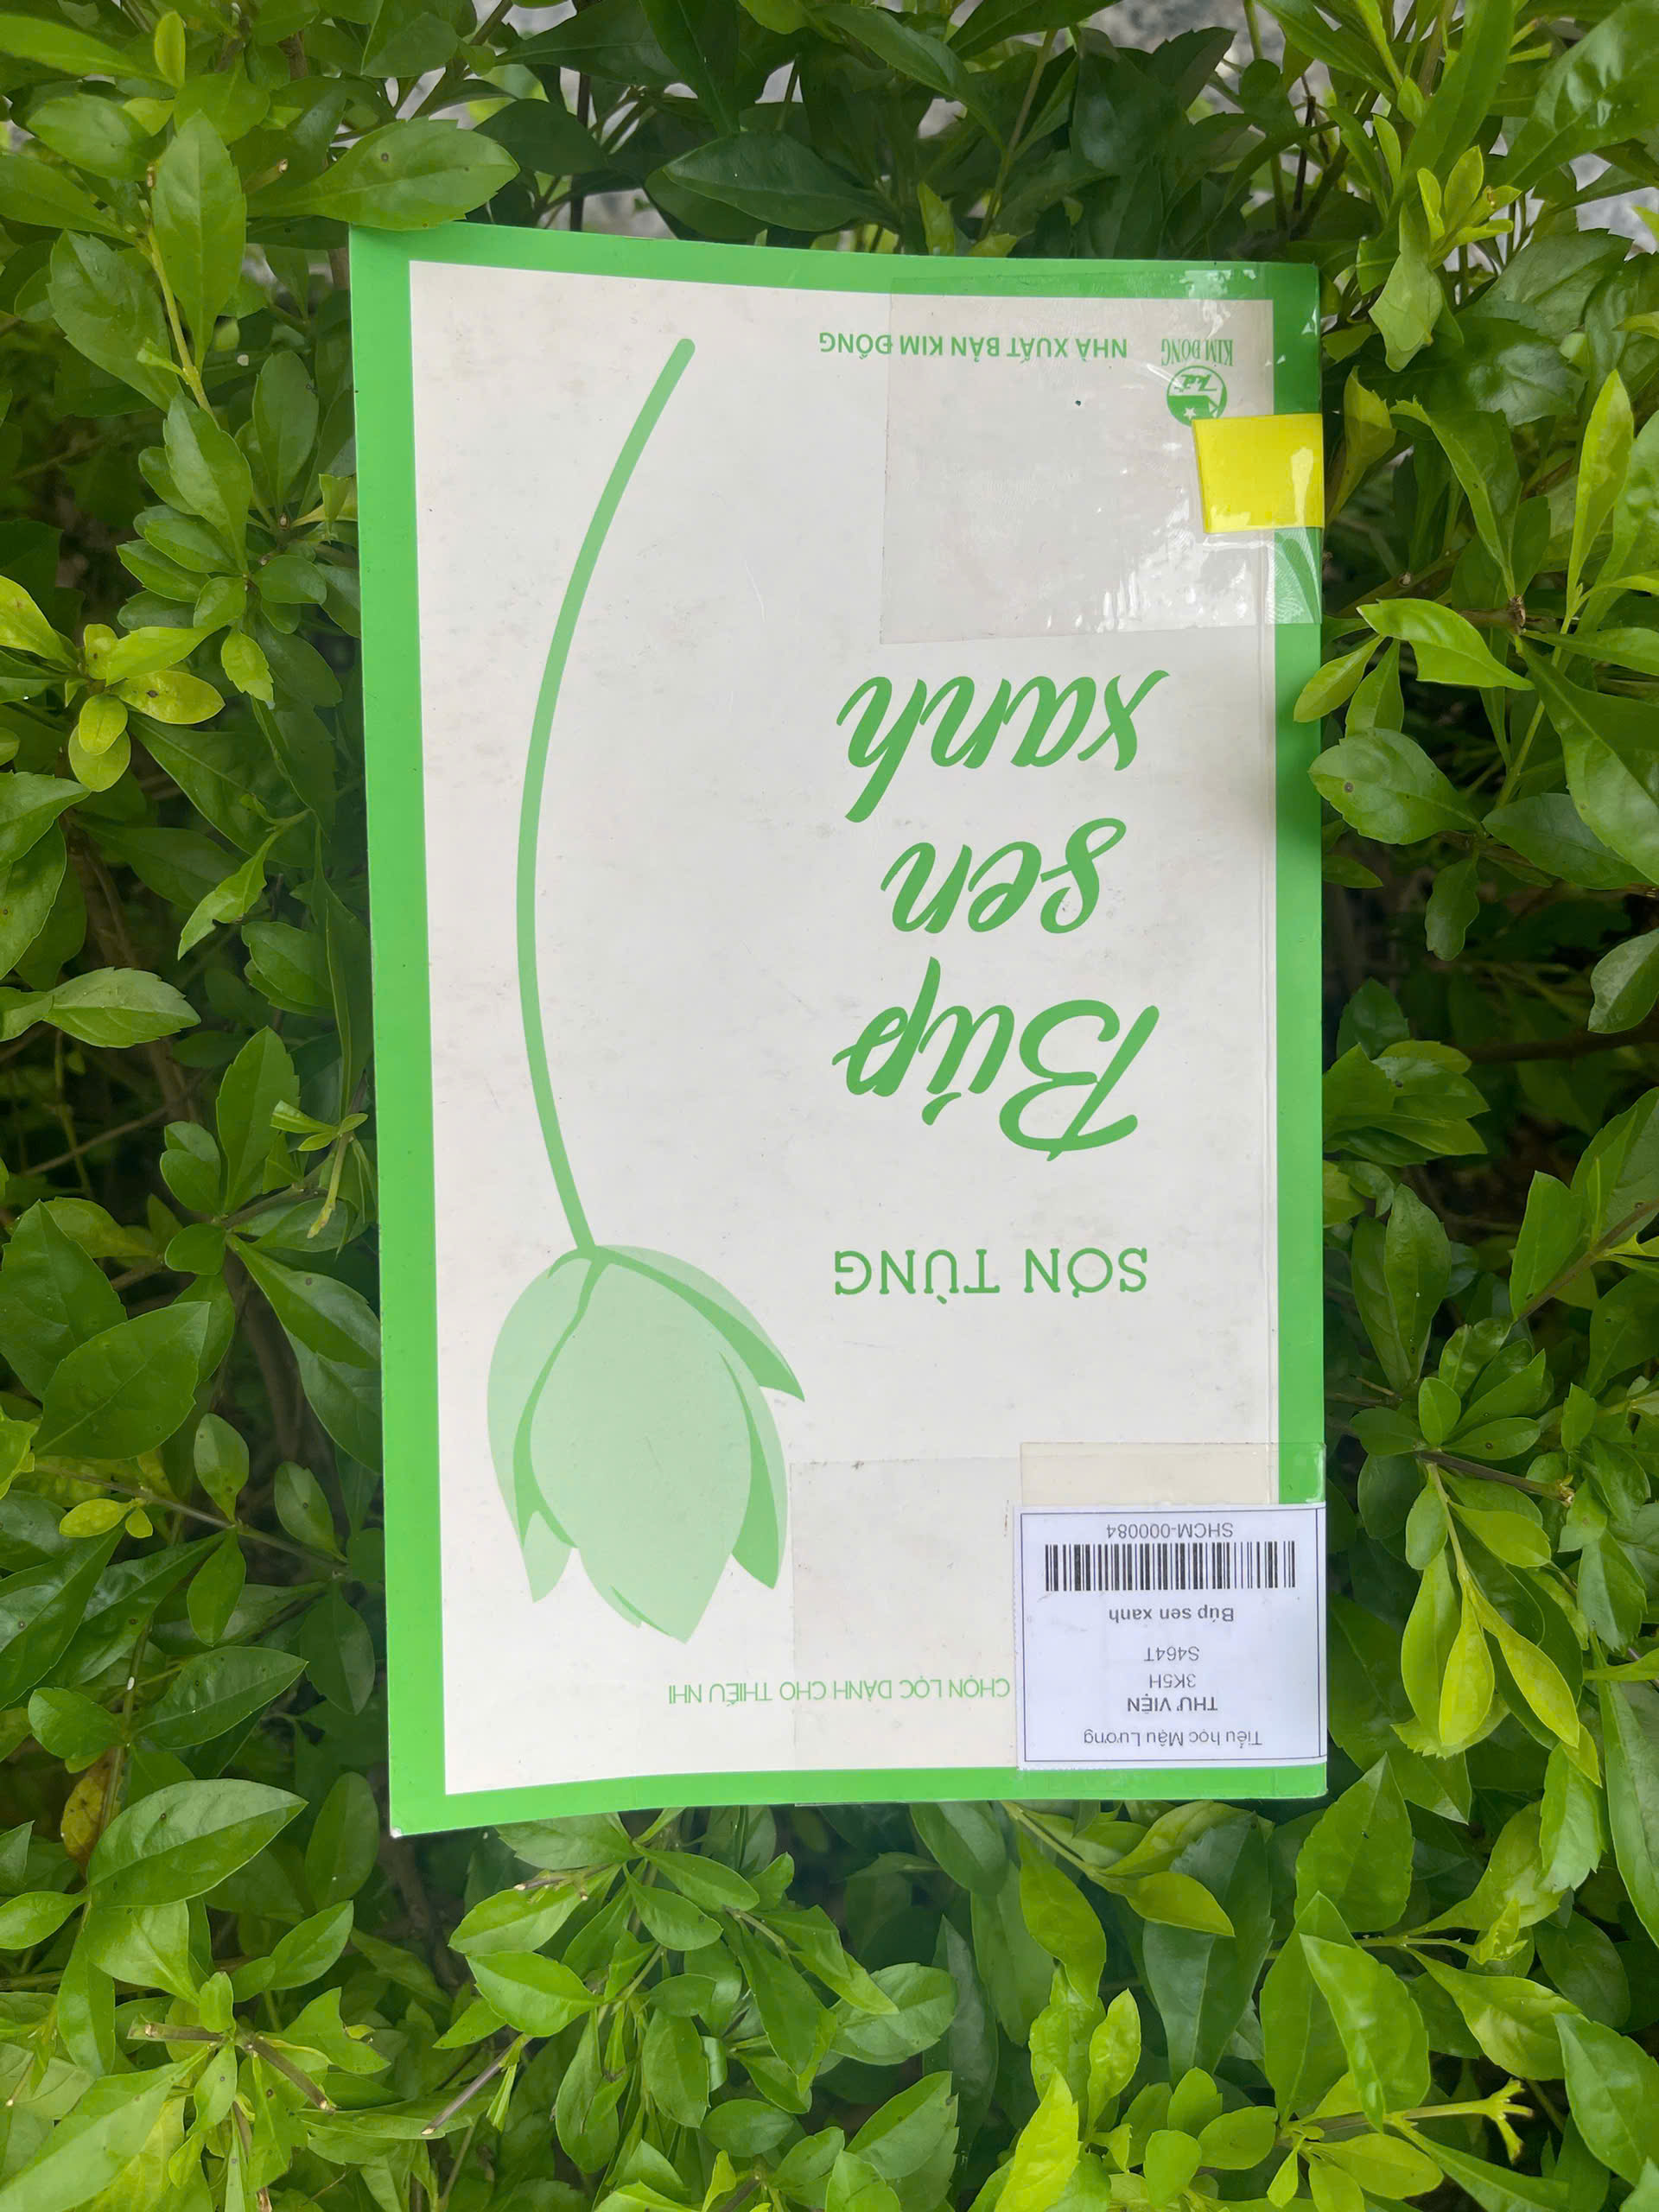 Tiểu học Mậu Lương
THƯ VIỆN
3K5H
S464T
Búp sen xanh
SHCM-000084
CHỌN LỌC DÀNH CHO THIẾU NHI
SƠN TÙNG
Búp
sen
xanh
KIM ĐỒNG
NHÀ XUẤT BẢN KIM ĐỒNG